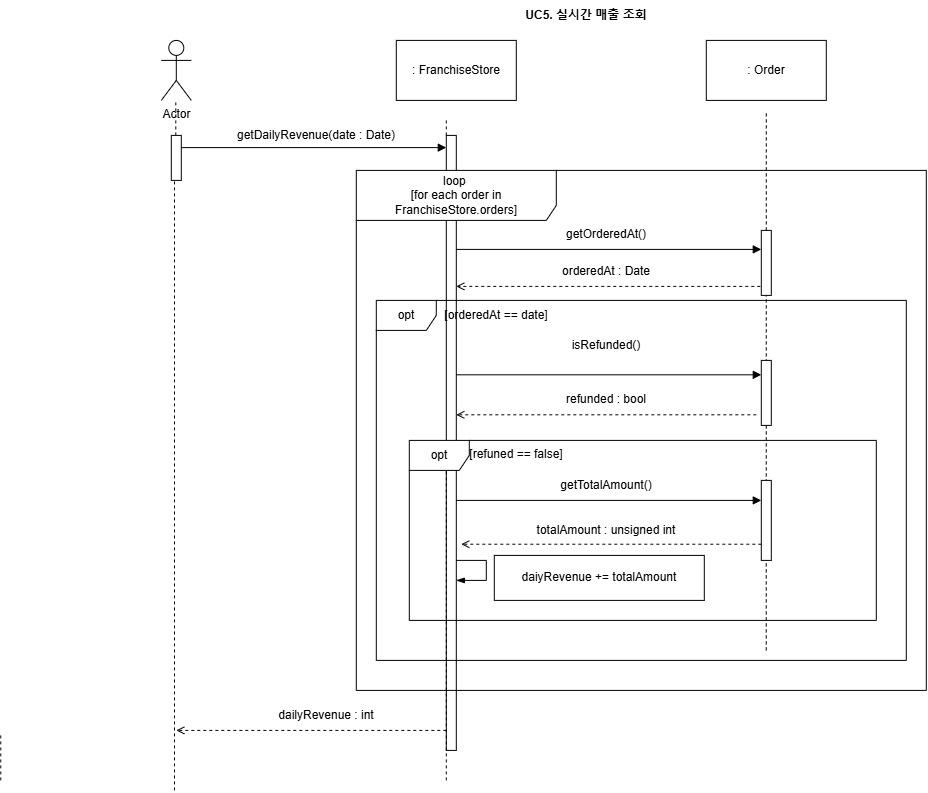 UC5. 실시간 매출 조회
: FranchiseStore
: Order
Actor
getDailyRevenue(date : Date)
loop
[for each order in
FranchiseStore.orders]
getOrderedAt()
orderedAt : Date
opt
[orderedAt == date]
isRefunded()
refunded : bool
opt
[refuned == false]
getTotalAmount()
totalAmount : unsigned int
daiyRevenue += totalAmount
dailyRevenue : int